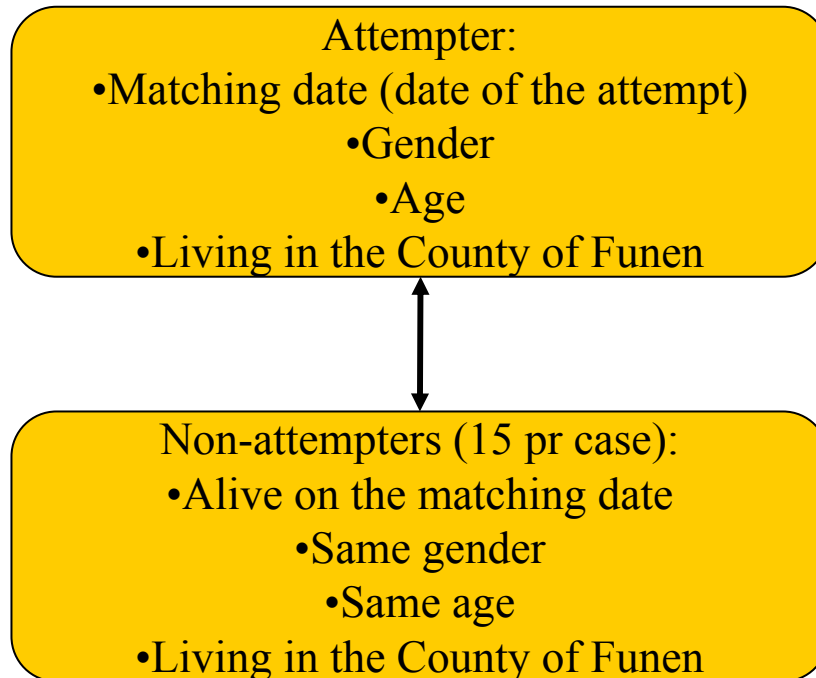 Attempter:
•Matching date (date of the attempt)
•Gender
•Age
•Living in the County of Funen
Non-attempters (15 pr case):
•Alive on the matching date
•Same gender
•Same age
•Living in the County of Funen